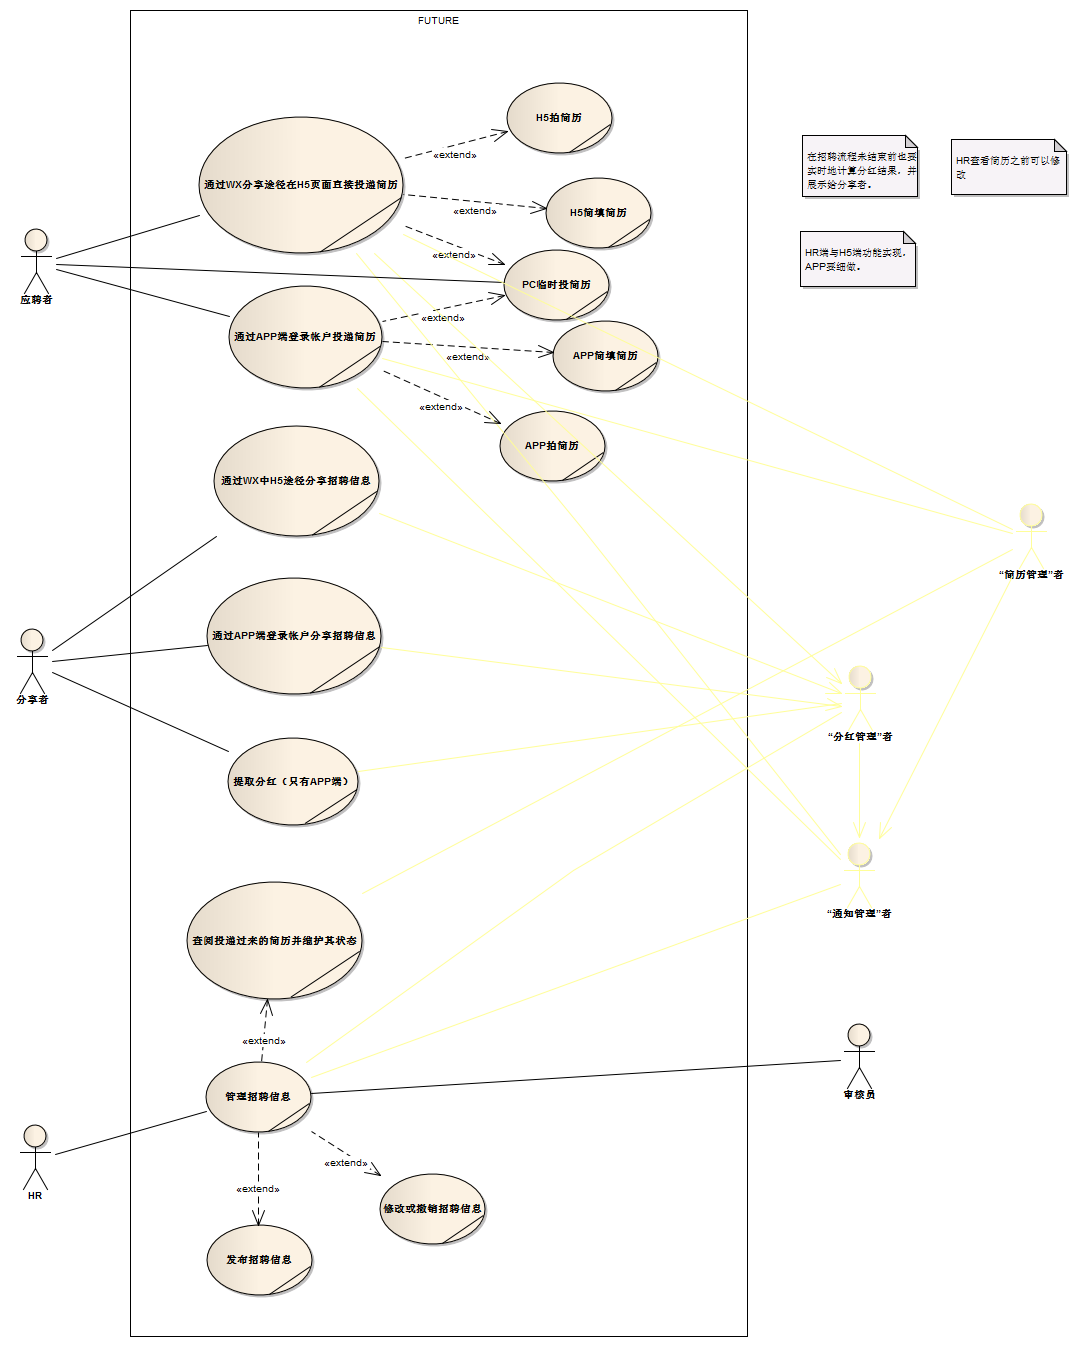 FUTURE
H5拍简历
在招聘流程未结束前也要
实时地计算分红结果，并
展示给分享者。
HR查看简历之前可以修
改
«extend»
通过WX分享途径在H5页面直接投递简历
«extend»
H5简填简历
«extend»
HR端与H5端功能实现，
APP要细做。
应聘者
PC临时投简历
«extend»
通过APP端登录帐户投递简历
«extend»
APP简填简历
«extend»
APP拍简历
通过WX中H5途径分享招聘信息
“简历管理”者
通过APP端登录帐户分享招聘信息
分享者
“分红管理”者
提取分红（只有APP端）
“通知管理”者
查阅投递过来的简历并维护其状态
«extend»
管理招聘信息
审核员
«extend»
HR
«extend»
修改或撤销招聘信息
发布招聘信息